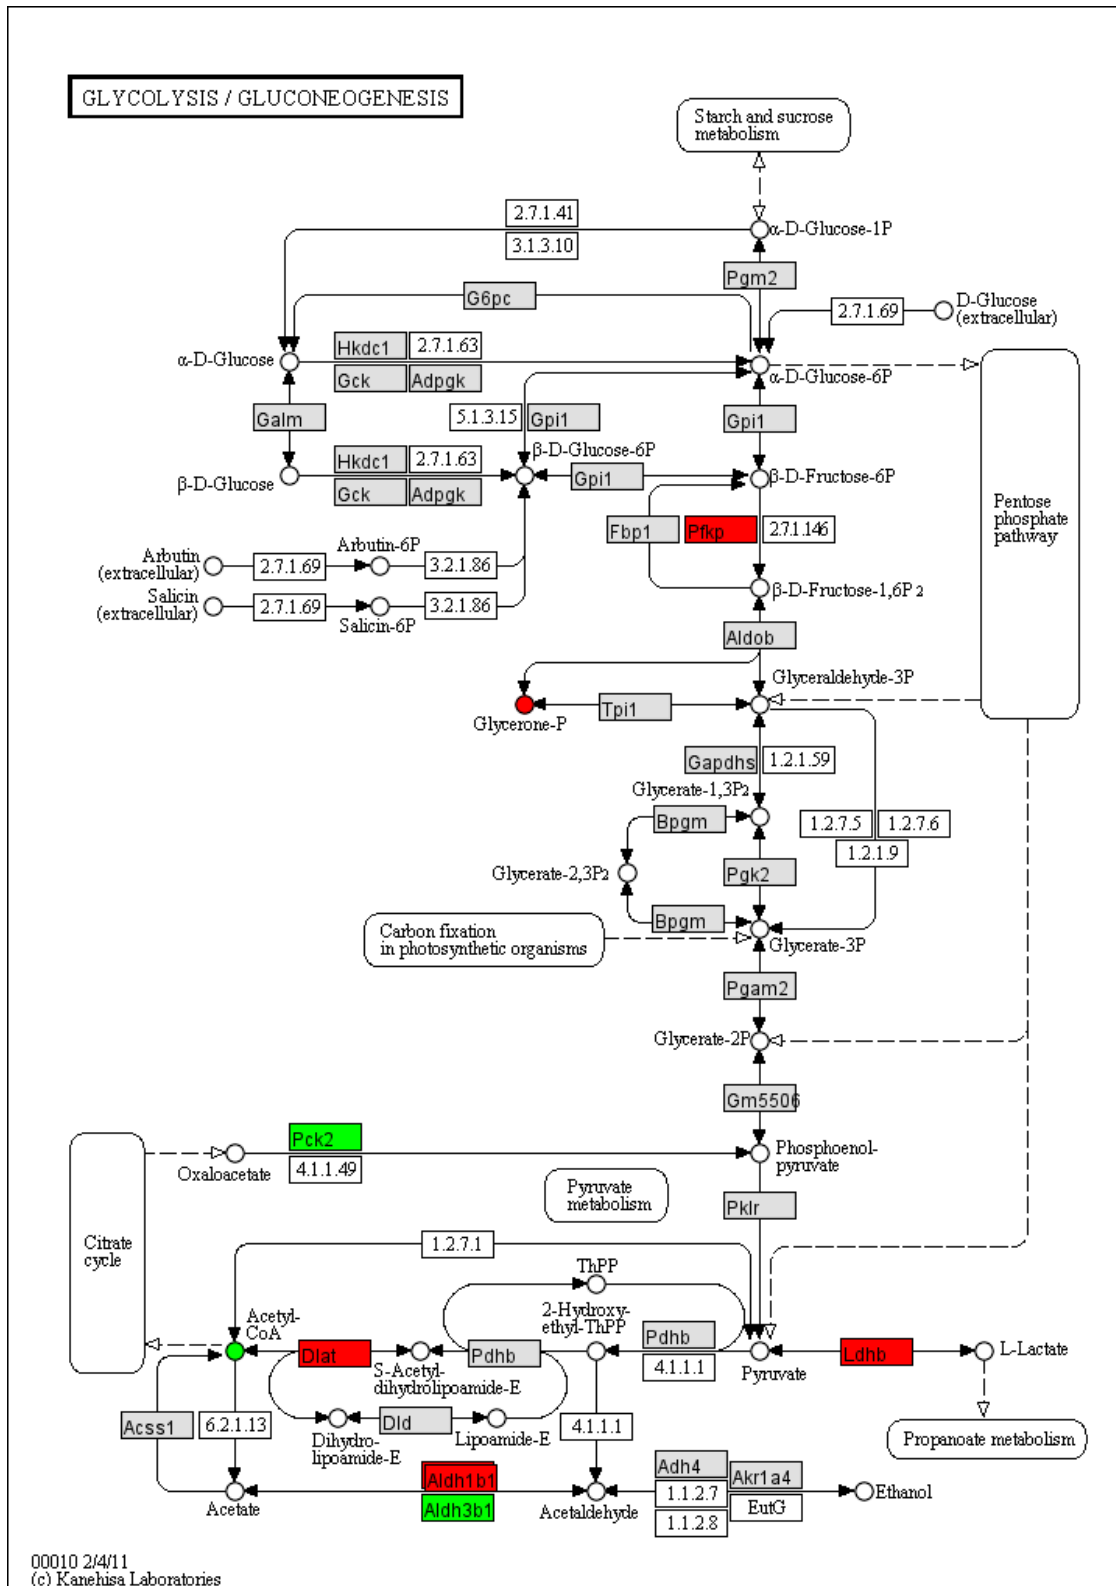 GLYCOLYSIS / GLUCONEOGENESIS
Starch and sucrose
metabolism
2.7.1.41
3.1.3.10
α-D-Glucose-1P
Pgm2
G6pc
2.7.1.69
D-Glucose
(extracellular)
α-D-Glucose
Hkdc1
2.7.1.63
Gck
Adpgk
α-D-Glucose-6P
Galm
5.1.3.15
Gpi1
Gpi1
β-D-Glucose
Hkdc1
2.7.1.63
Gck
Adpgk
β-D-Glucose-6P
Gpi1
β-D-Fructose-6P
Pentose
phosphate
pathway
Fbp1
Pfkp
2.7.1.146
Arbutin
(extracellular)
2.7.1.69
Arbutin-6P
3.2.1.86
Salicin
(extracellular)
2.7.1.69
Salicin-6P
3.2.1.86
β-D-Fructose-1,6P2
Aldob
Glyceraldehyde-3P
Glycerone-P
Tpi1
Gapdhs
1.2.1.59
Glycerate-1,3P2
Bpgm
1.2.7.5
1.2.7.6
1.2.1.9
Glycerate-2,3P2
Pgk2
Bpgm
Carbon fixation
in photosynthetic organisms
Glycerate-3P
Pgam2
Glycerate-2P
Gm5506
Pck2
4.1.1.49
Oxaloacetate
Phosphoenol-
pyruvate
Pyruvate
metabolism
Pklr
Citrate
cycle
1.2.7.1
ThPP
Acetyl-
CoA
2-Hydroxy-
ethyl-ThPP
Dlat
S-Acetyl-
dihydrolipoamide-E
Pdhb
Pdhb
4.1.1.1
Pyruvate
Ldhb
L-Lactate
Acss1
6.2.1.13
Dihydro-
lipoamide-E
Dld
Lipoamide-E
4.1.1.1
Propanoate metabolism
Acetate
Aldh1b1
Aldh3b1
Acetaldehyde
Adh4
1.1.2.7
1.1.2.8
Akr1a4
EutG
Ethanol
00010 2/4/11
(c) Kanehisa Laboratories